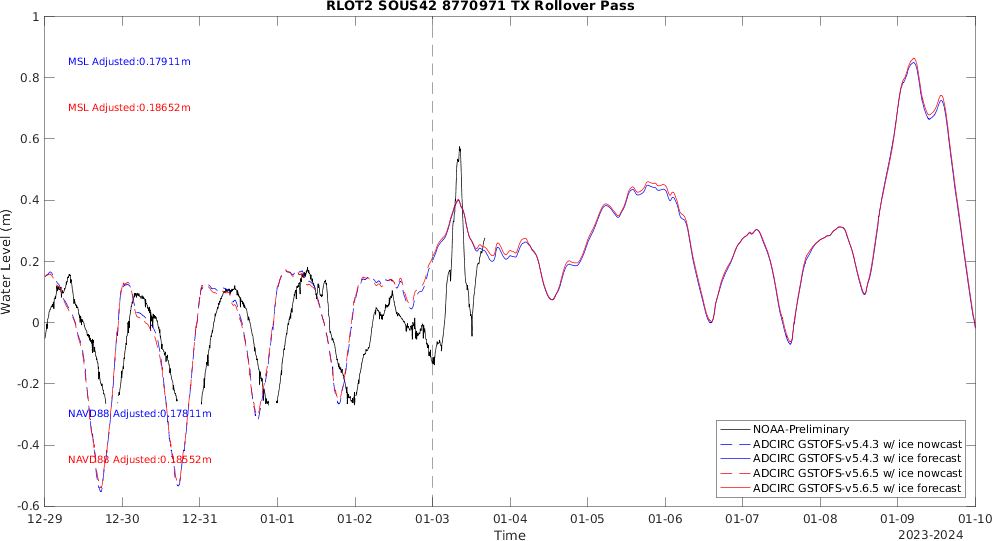 RLOT2 SOUS42 8770971 TX Rollover Pass
1
0.8
0.6
0.4
0.2
0
-0.2
-0.4
-0.6
Water Level (m)
MSL Adjusted:0.17911m
MSL Adjusted:0.18652m
NAVD88 Adjusted:0.17811m
NAVD88 Adjusted:0.18552m
NOAA-Preliminary
ADCIRC GSTOFS-v5.4.3 w/ ice nowcast
ADCIRC GSTOFS-v5.4.3 w/ ice forecast
ADCIRC GSTOFS-v5.6.5 w/ ice nowcast
ADCIRC GSTOFS-v5.6.5 w/ ice forecast
12-29 12-30 12-31 01-01 01-02 01-03 01-04 01-05 01-06 01-07 01-08 01-09 01-10
Time
2023-2024